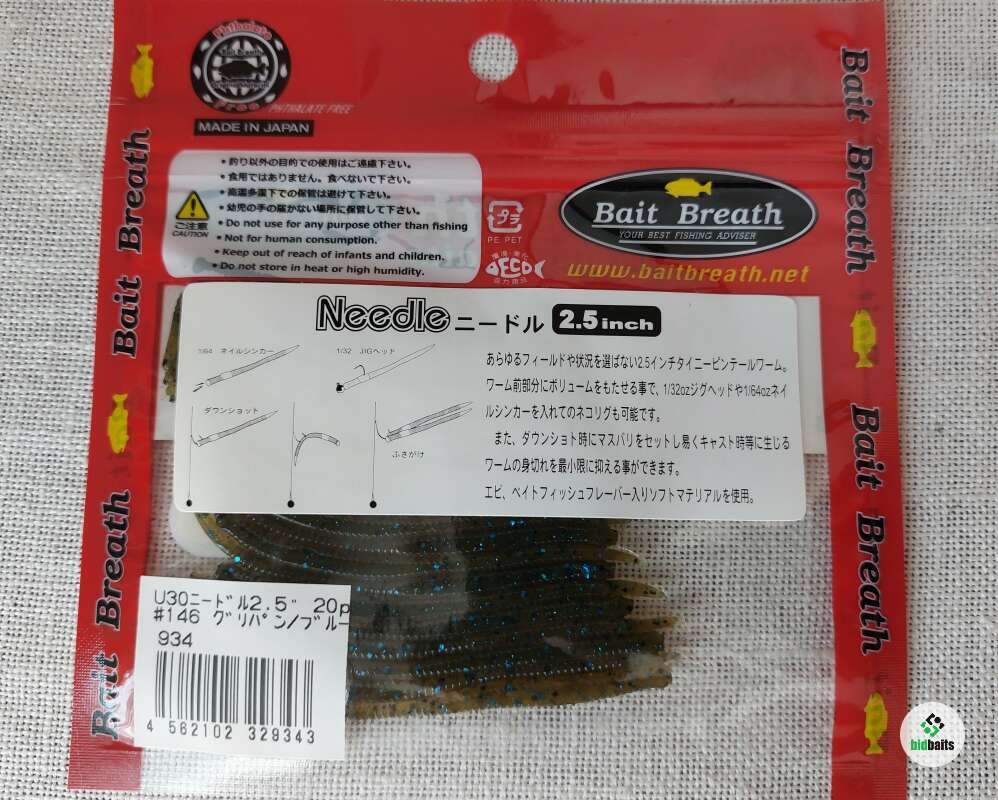 Phthalate
Bait Breath
Free
PHTHALATE FREE
MADE IN JAPAN
・釣り以外の目的での使用はご遠慮下さい。
・食用ではありません。食べないで下さい。
・高温多湿下での保管は避けて下さい。
・幼児の手の届かない場所に保管して下さい。
・Do not use for any purpose other than fishing
・Not for human consumption.
・Keep out of reach of infants and children.
・Do not store in heat or high humidity.
ご注意
CAUTION
プラ
PE PET
ECO
Bait Breath
YOUR BEST FISHING ADVISER
www.baitbreath.net
Needle ニードル 2.5inch
1/64 ネイルシンカー
1/32 JIGヘッド
ダウンショット
ふさがけ
あらゆるフィールドや状況を選ばない2.5インチタイニーピンテールワーム。
ワーム前部分にボリュームをもたせる事で、1/32ozジグヘッドや1/64ozネイ
ルシンカーを入れてのネコリグも可能です。
また、ダウンショト時にマスバリをセットし易くキャスト時等に生じる
ワームの身切れを最小限に抑える事ができます。
エビ、ベイトフィッシュフレーバー入りソフトマテリアルを使用。
U30ニードル2.5" 20p
#146 グリパン/ブルー
934
4 562102 329343
Bait Breath
Bait Breath
Bait Breath
Bait Breath
Bait Breath
bidbaits